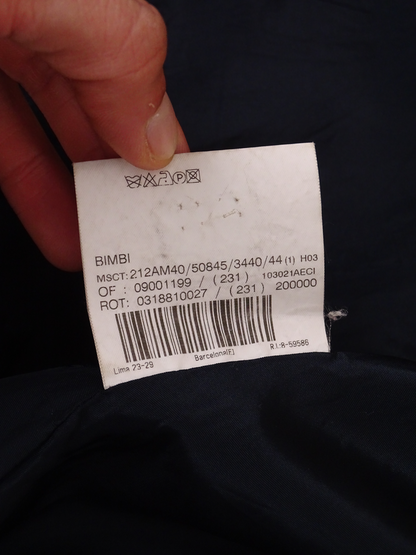 P
BIMBI
MSCT:212AM40/50845/3440/44(1) H03
OF : 09001199 / (231) 103021AECI
ROT: 0318810027 / (231) 200000
Lima 23-29 Barcelona(E) R.I:8-59586